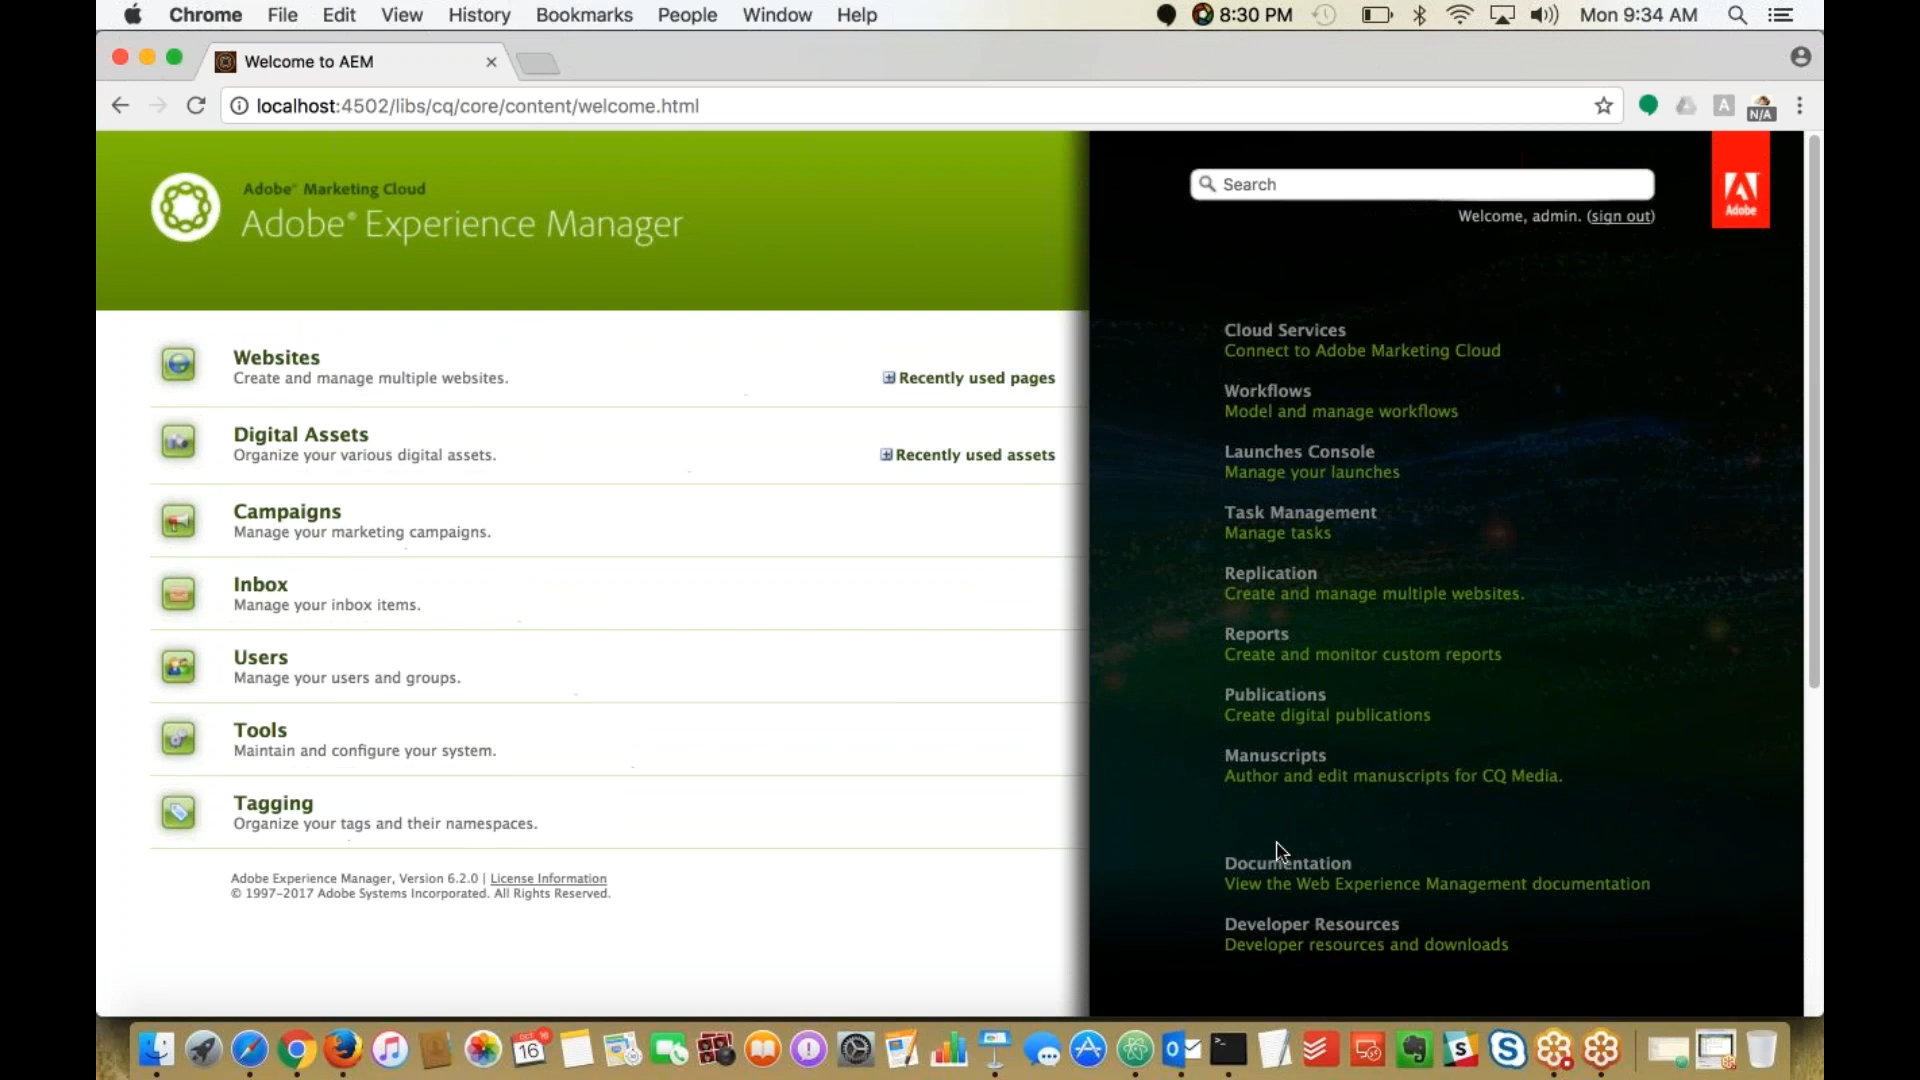 Chrome File Edit View History Bookmarks People Window Help 8:30 PM Mon 9:34 AM
Welcome to AEM
localhost:4502/libs/cq/core/content/welcome.html
A N/A
Adobe® Marketing Cloud
Adobe® Experience Manager
Search
Adobe
Welcome, admin. (sign out)
Websites
Create and manage multiple websites.
Recently used pages
Digital Assets
Organize your various digital assets.
Recently used assets
Campaigns
Manage your marketing campaigns.
Inbox
Manage your inbox items.
Users
Manage your users and groups.
Tools
Maintain and configure your system.
Tagging
Organize your tags and their namespaces.
Adobe Experience Manager, Version 6.2.0 | License Information
© 1997-2017 Adobe Systems Incorporated. All Rights Reserved.
Cloud Services
Connect to Adobe Marketing Cloud
Workflows
Model and manage workflows
Launches Console
Manage your launches
Task Management
Manage tasks
Replication
Create and manage multiple websites.
Reports
Create and monitor custom reports
Publications
Create digital publications
Manuscripts
Author and edit manuscripts for CQ Media.
Documentation
View the Web Experience Management documentation
Developer Resources
Developer resources and downloads
OCT
16